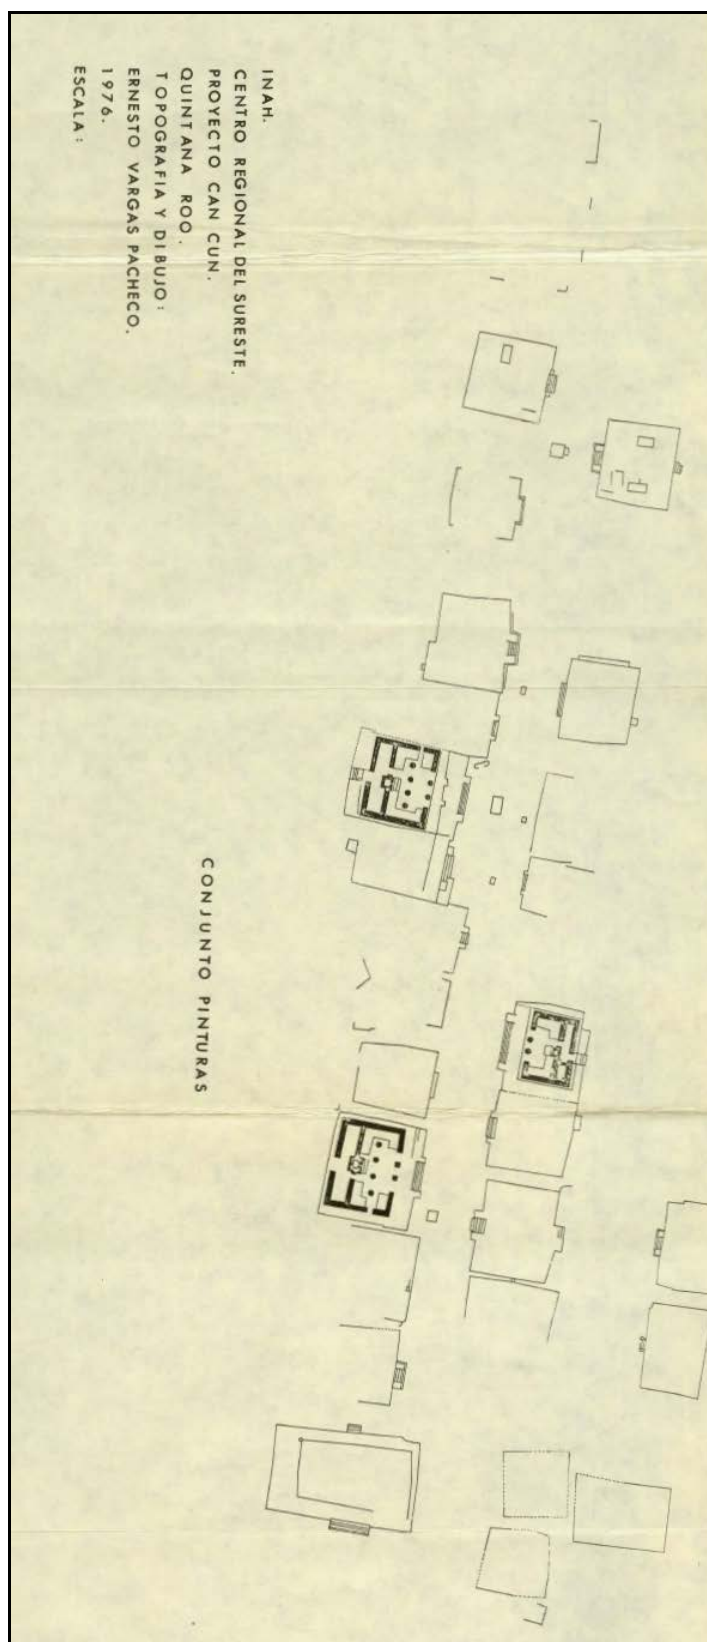 INAH.
CENTRO REGIONAL DEL SURESTE.
PROYECTO CAN CUN.
QUINTANA ROO.
TOPOGRAFIA Y DIBUJO:
ERNESTO VARGAS PACHECO.
1976.
ESCALA:
CONJUNTO PINTURAS